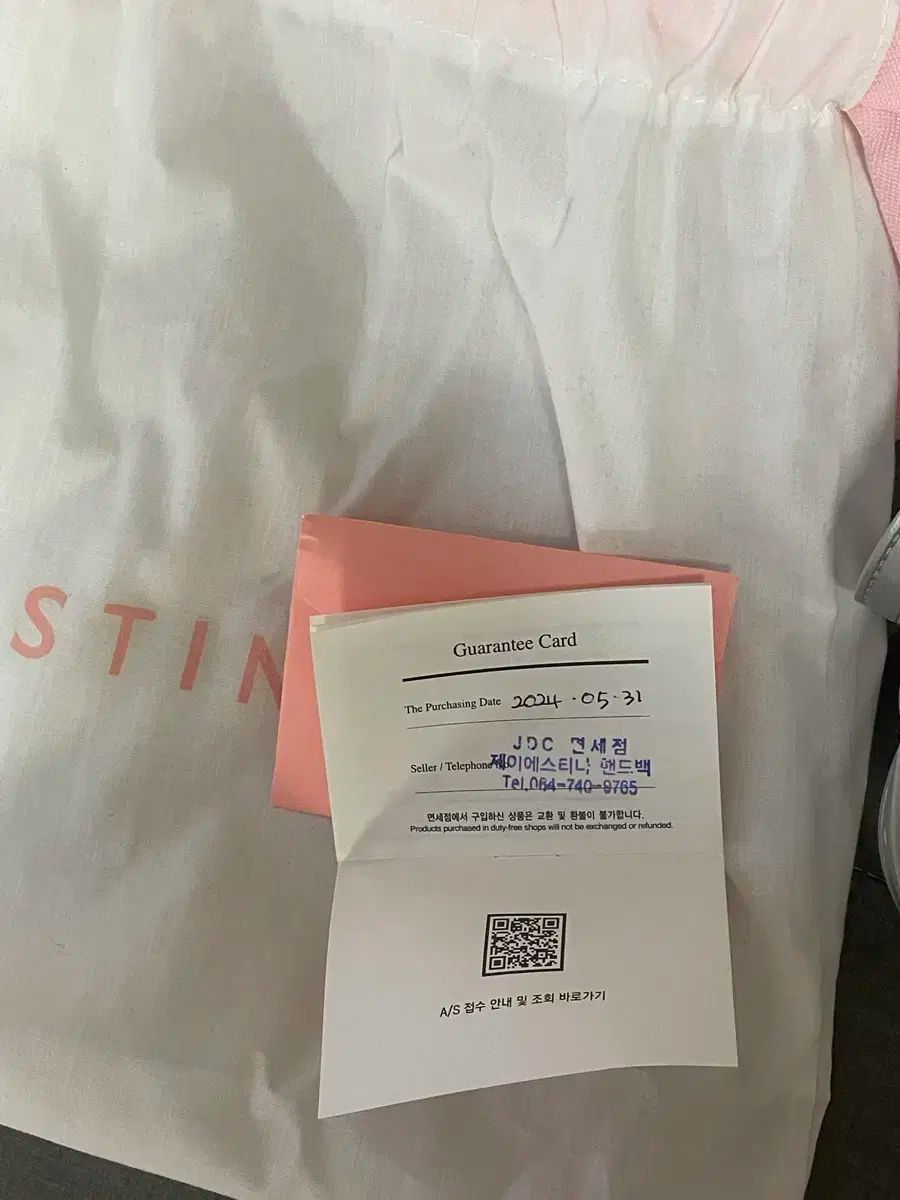 STIN
Guarantee Card
The Purchasing Date 2024.05.31
JDC 면세점
Seller / Telephone No. 제이에스티나 핸드백
Tel.064-740-9765
면세점에서 구입하신 상품은 교환 및 환불이 불가합니다.
Products purchased in duty-free shops will not be exchanged or refunded.
A/S 접수 안내 및 조회 바로가기